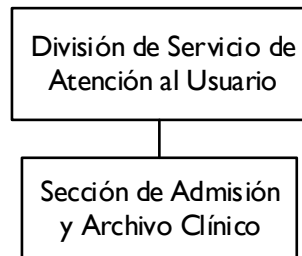 División de Servicio de
Atención al Usuario
Sección de Admisión
y Archivo Clínico